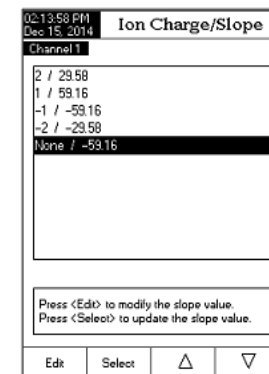 02:13:58 PM
Dec 15, 2014
Ion Charge/Slope
Channel 1
2 / 29.58
1 / 59.16
-1 / -59.16
-2 / -29.58
None / -59.16
Press <Edit> to modify the slope value.
Press <Select> to update the slope value.
Edit
Select